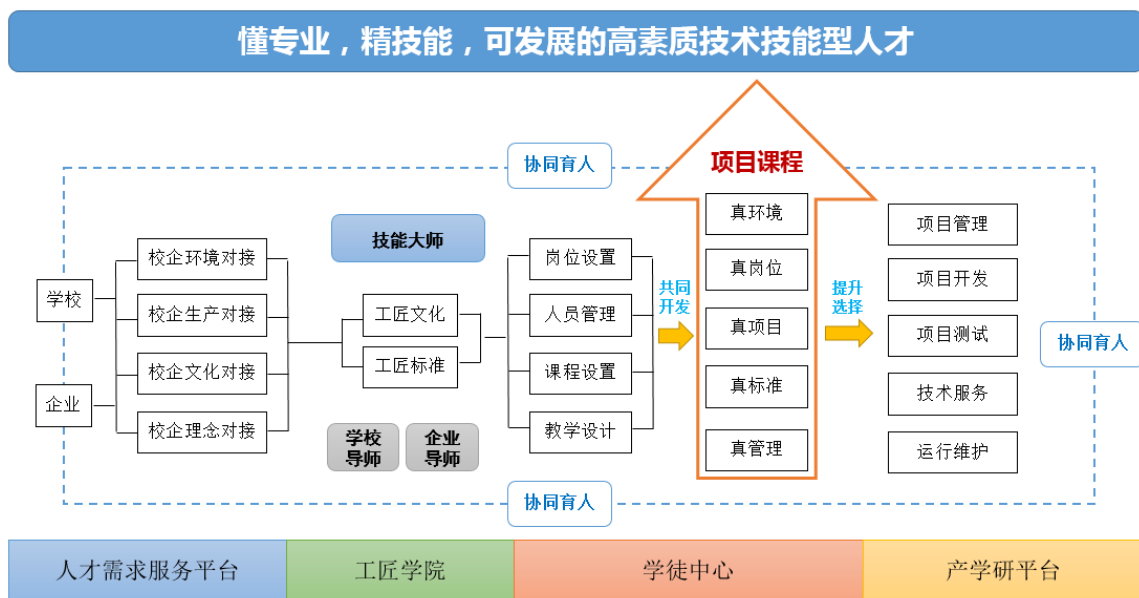 懂专业，精技能，可发展的高素质技术技能型人才
协同育人
项目课程
学校
企业
校企环境对接
校企生产对接
校企文化对接
校企理念对接
技能大师
工匠文化
工匠标准
学校
导师
企业
导师
岗位设置
人员管理
课程设置
教学设计
共同
开发
真环境
真岗位
真项目
真标准
真管理
提升
选择
项目管理
项目开发
项目测试
技术服务
运行维护
协同育人
协同育人
人才需求服务平台
工匠学院
学徒中心
产学研平台